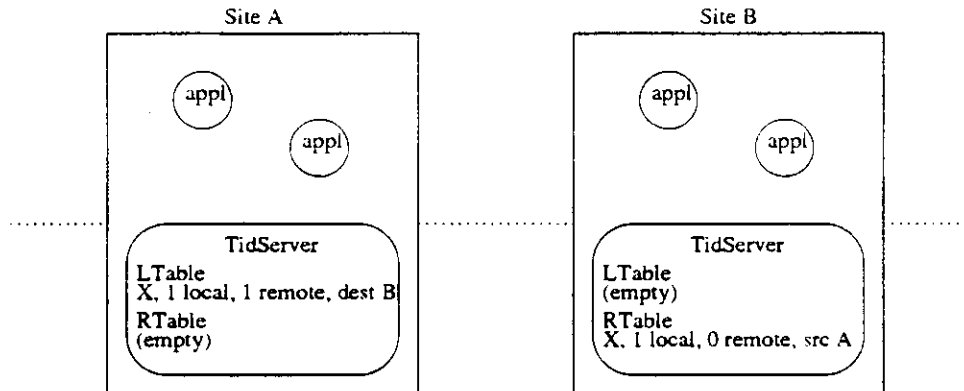 Site A
Site B
appl
appl
appl
appl
TidServer
LTable
X, 1 local, 1 remote, dest B
RTable
(empty)
TidServer
LTable
(empty)
RTable
X, 1 local, 0 remote, src A